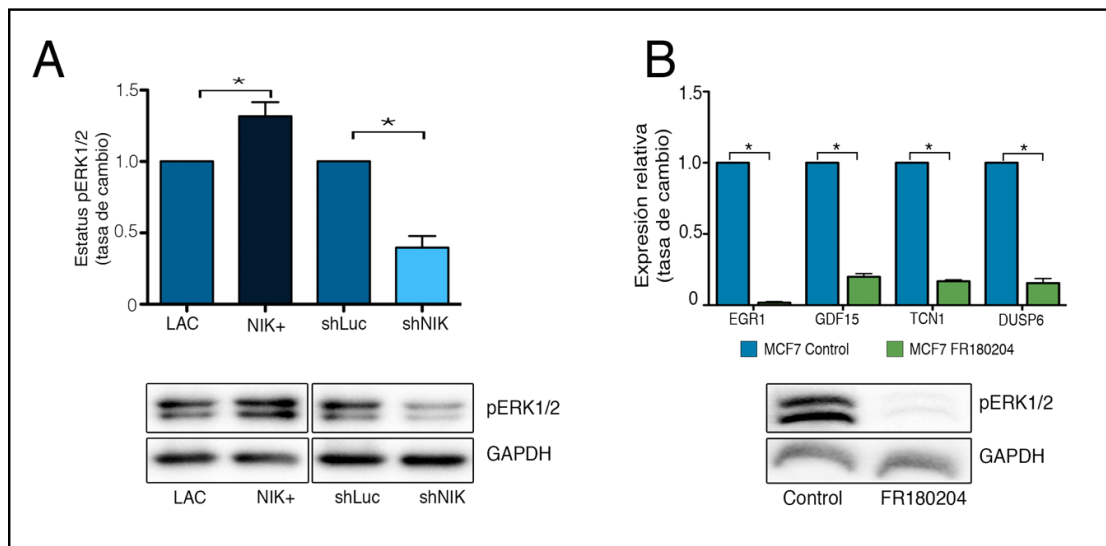 A
Estatus pERK1/2
(tasa de cambio)
1.5
1.0
0.5
0
*
*
LAC
NIK+
shLuc
shNIK
pERK1/2
GAPDH
LAC
NIK+
shLuc
shNIK
B
Expresión relativa
(tasa de cambio)
1.5
1.0
0.5
0
*
*
*
*
EGR1
GDF15
TCN1
DUSP6
MCF7 Control
MCF7 FR180204
pERK1/2
GAPDH
Control
FR180204